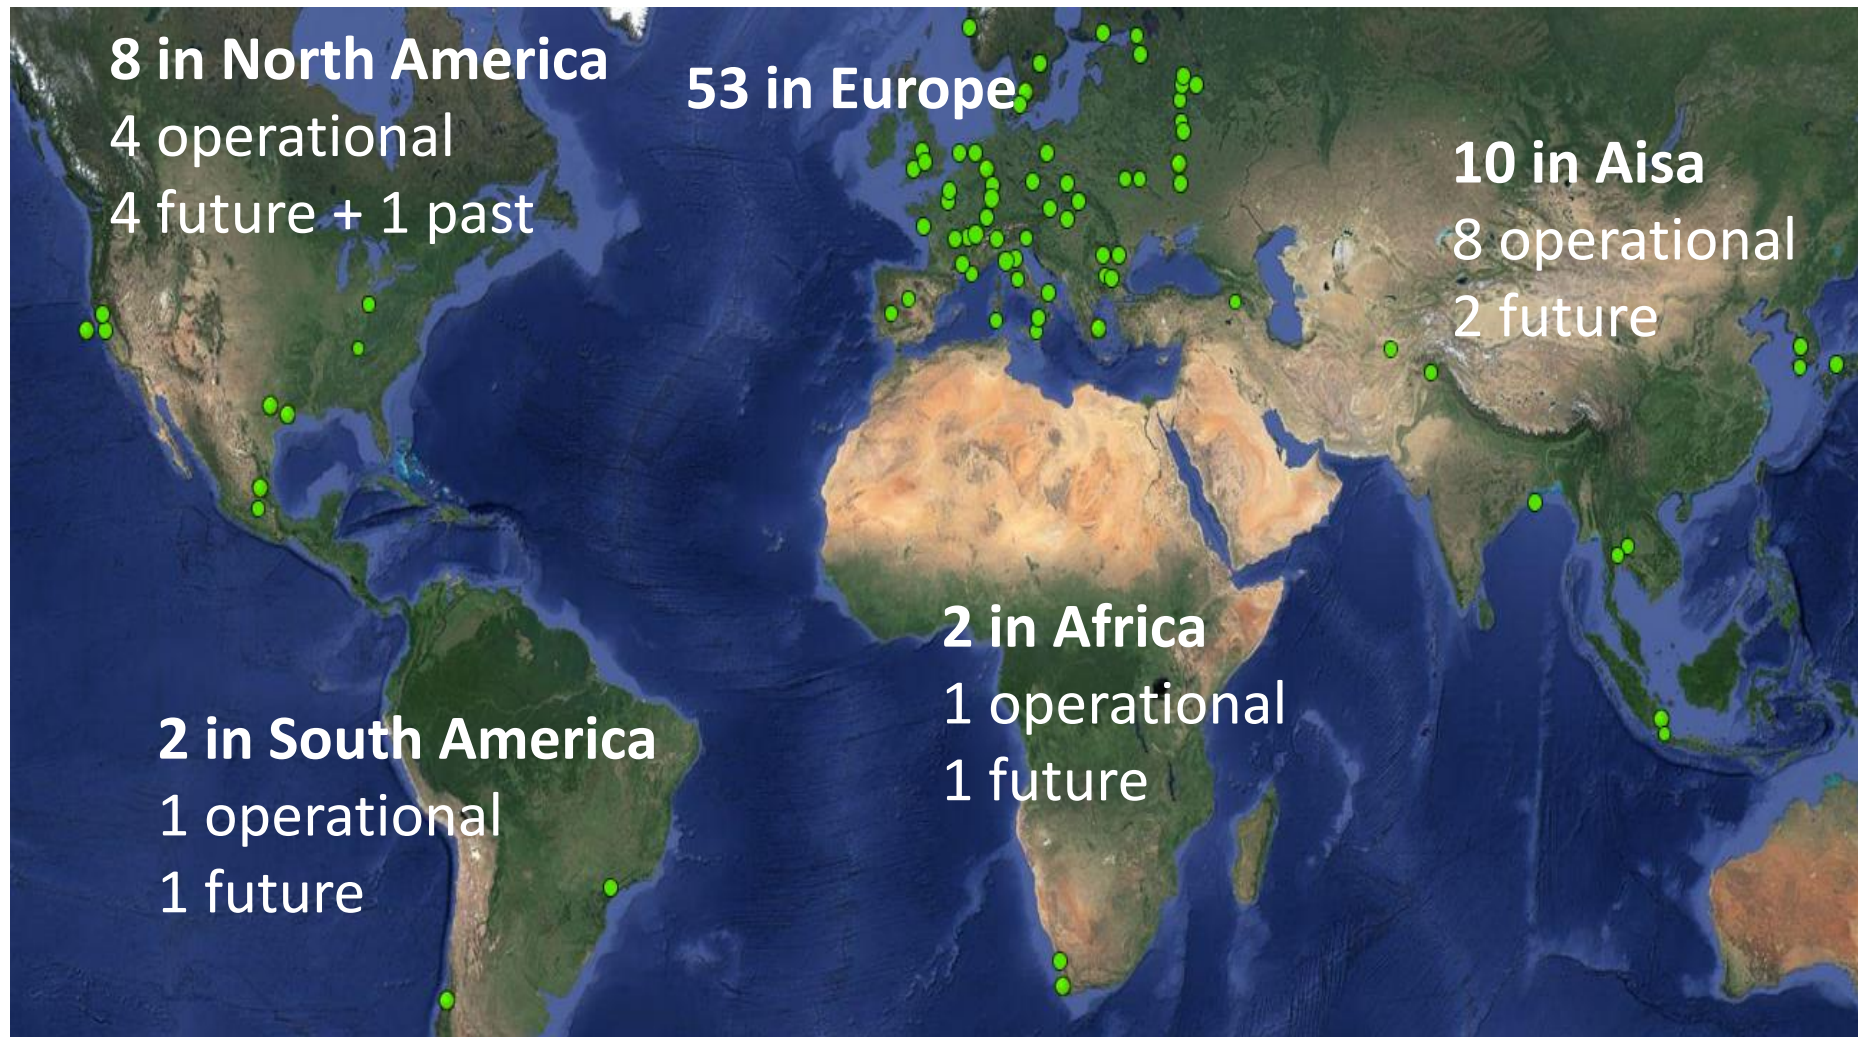 8 in North America
4 operational
4 future + 1 past
53 in Europe
10 in Aisa
8 operational
2 future
2 in Africa
1 operational
1 future
2 in South America
1 operational
1 future